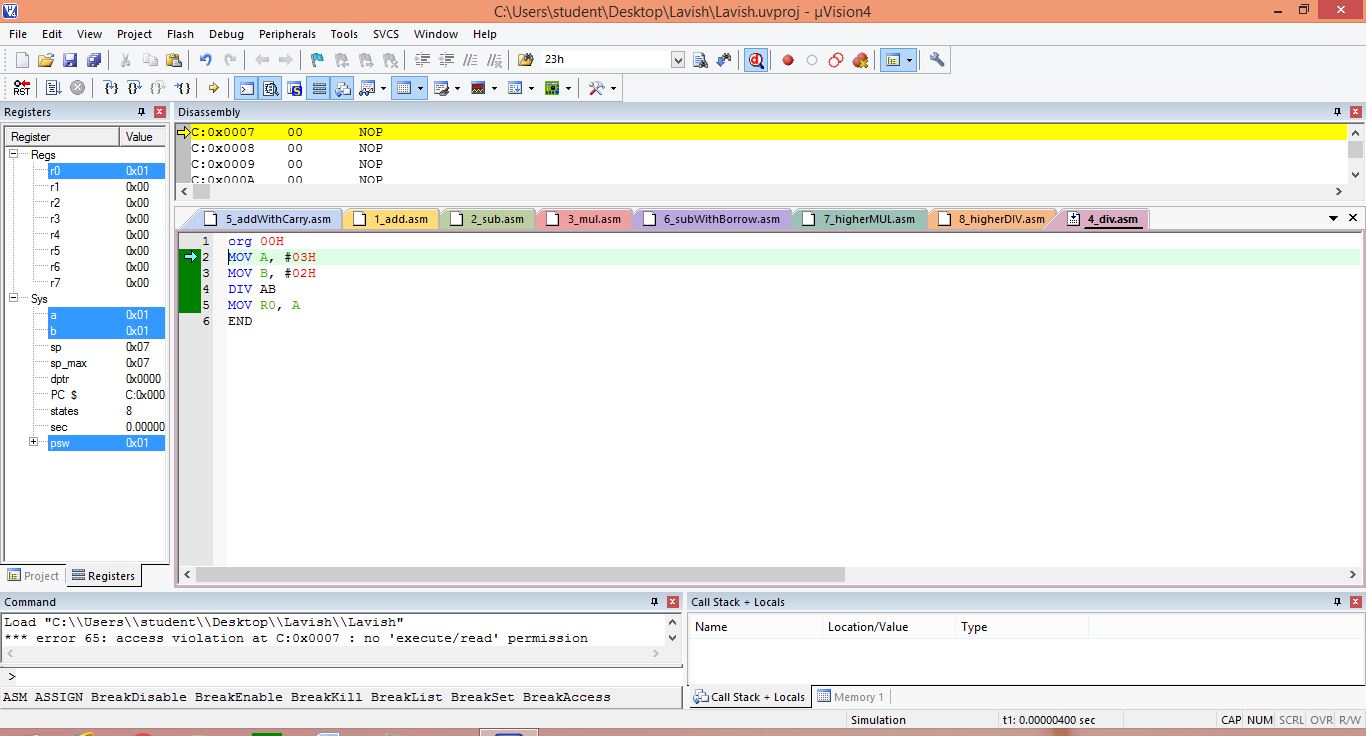 C:\Users\student\Desktop\Lavish\Lavish.uvproj - µVision4
File Edit View Project Flash Debug Peripherals Tools SVCS Window Help
23h
RST
Registers
Register Value
Regs
r0 0x01
r1 0x00
r2 0x00
r3 0x00
r4 0x00
r5 0x00
r6 0x00
r7 0x00
Sys
a 0x01
b 0x01
sp 0x07
sp_max 0x07
dptr 0x0000
PC $ C:0x000
states 8
sec 0.00000
psw 0x01
Project Registers
Disassembly
C:0x0007 00 NOP
C:0x0008 00 NOP
C:0x0009 00 NOP
C:0x000A 00 NOP
5_addWithCarry.asm 1_add.asm 2_sub.asm 3_mul.asm 6_subWithBorrow.asm 7_higherMUL.asm 8_higherDIV.asm 4_div.asm
1 org 00H
2 MOV A, #03H
3 MOV B, #02H
4 DIV AB
5 MOV R0, A
6 END
Command
Load "C:\\Users\\student\\Desktop\\Lavish\\Lavish"
*** error 65: access violation at C:0x0007 : no 'execute/read' permission
>
ASM ASSIGN BreakDisable BreakEnable BreakKill BreakList BreakSet BreakAccess
Call Stack + Locals
Name Location/Value Type
Call Stack + Locals Memory 1
Simulation t1: 0.00000400 sec CAP NUM SCRL OVR R/W